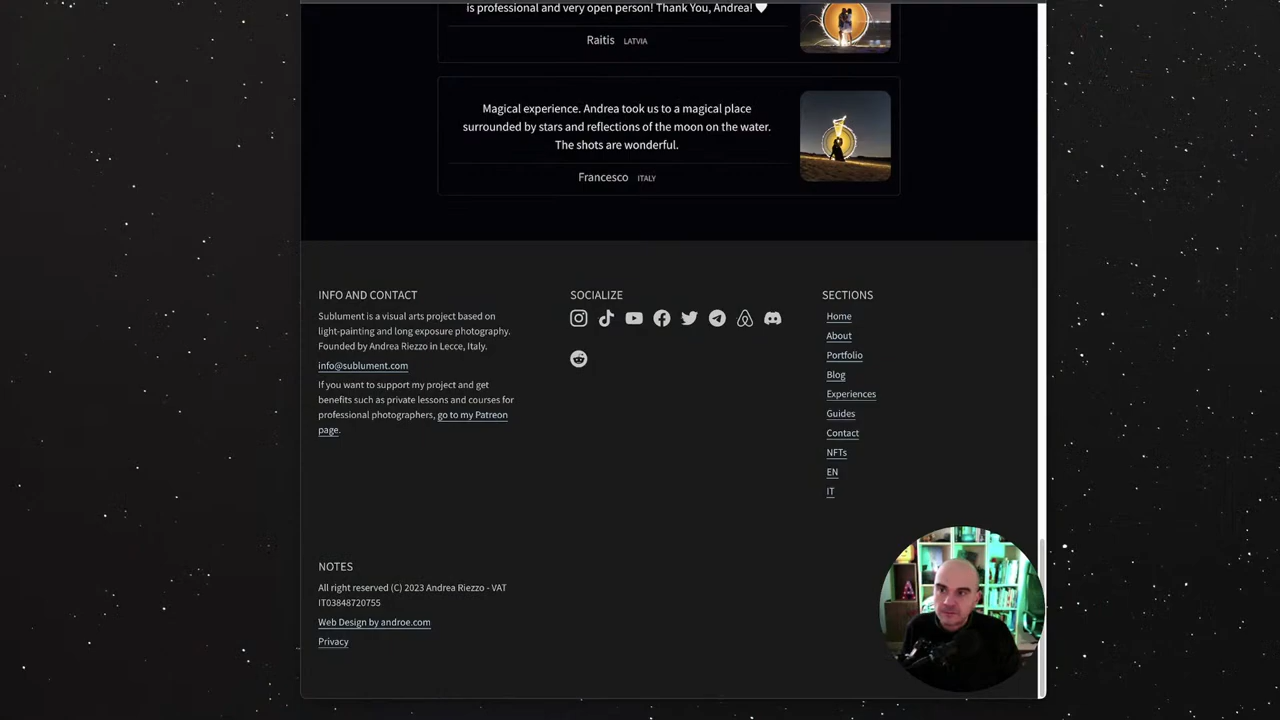 is professional and very open person! Thank You, Andrea! ♥
Raitis LATVIA
Magical experience. Andrea took us to a magical place
surrounded by stars and reflections of the moon on the water.
The shots are wonderful.
Francesco ITALY
INFO AND CONTACT
Sublument is a visual arts project based on
light-painting and long exposure photography.
Founded by Andrea Riezzo in Lecce, Italy.
info@sublument.com
If you want to support my project and get
benefits such as private lessons and courses for
professional photographers, go to my Patreon
page.
SOCIALIZE
SECTIONS
Home
About
Portfolio
Blog
Experiences
Guides
Contact
NFTs
EN
IT
NOTES
All right reserved (C) 2023 Andrea Riezzo - VAT
IT03848720755
Web Design by androe.com
Privacy